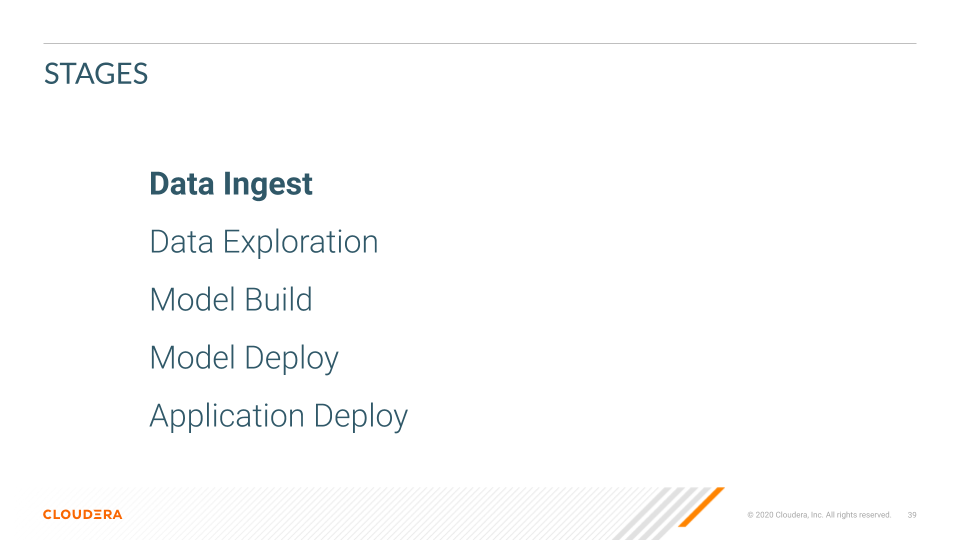 STAGES
Data Ingest
Data Exploration
Model Build
Model Deploy
Application Deploy
CLOUDERA
© 2020 Cloudera, Inc. All rights reserved. 39